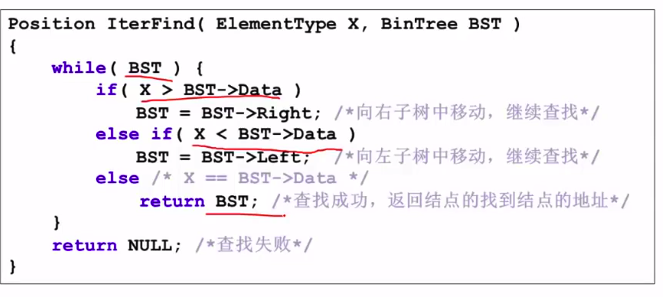 Position IterFind( ElementType X, BinTree BST )
{
while( BST ) {
if( X > BST->Data )
BST = BST->Right; /*向右子树中移动，继续查找*/
else if( X < BST->Data )
BST = BST->Left; /*向左子树中移动，继续查找*/
else /* X == BST->Data */
return BST; /*查找成功，返回结点的找到结点的地址*/
}
return NULL; /*查找失败*/
}